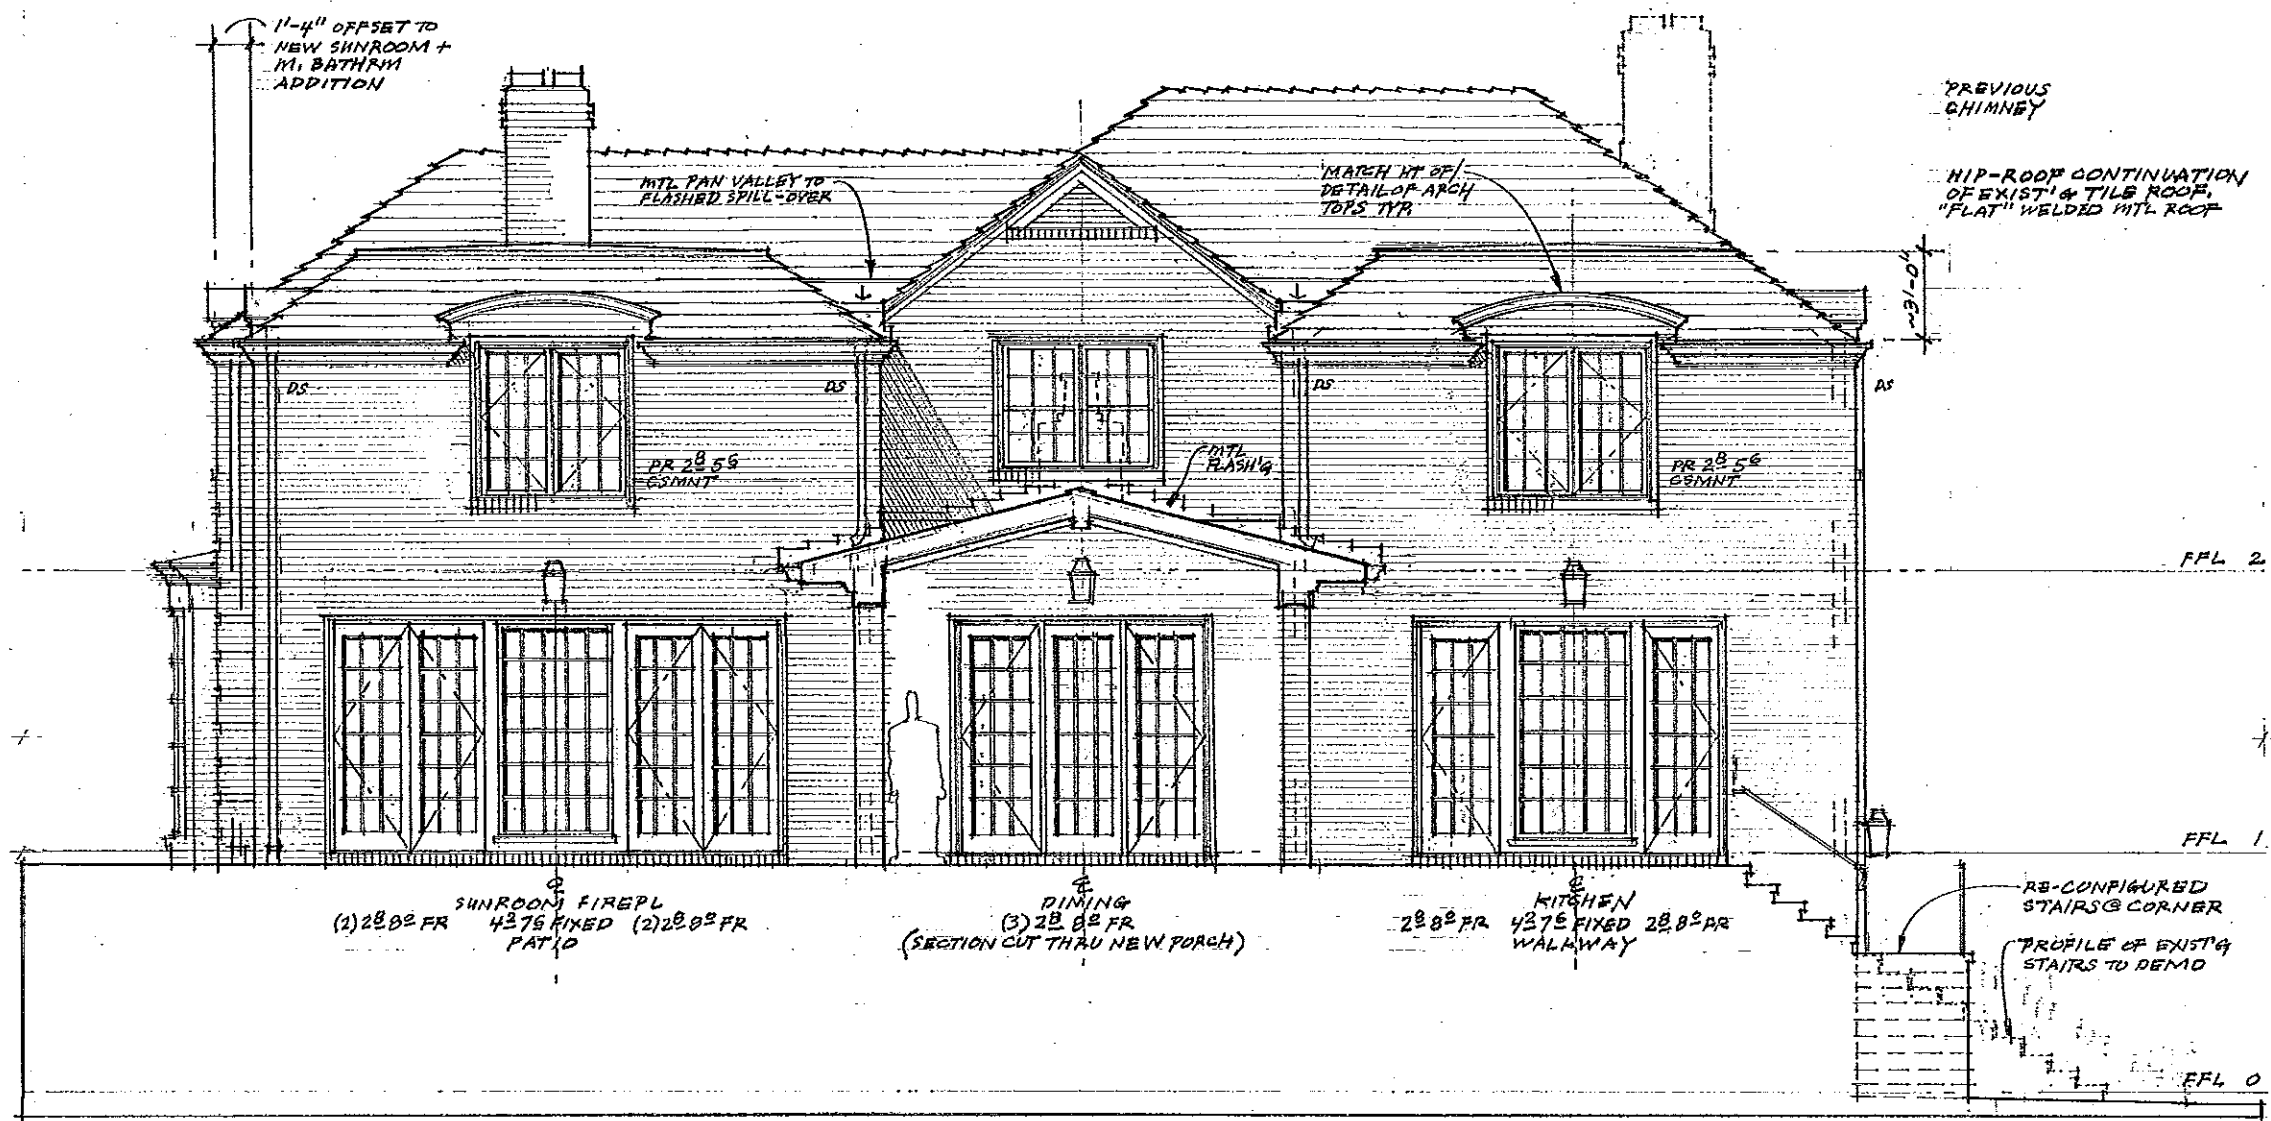 1'-4" OFFSET TO
NEW SUNROOM +
M. BATHRM
ADDITION
PREVIOUS
CHIMNEY
MTL PAN VALLEY TO
FLASHED SPILL-OVER
MATCH HT OF/
DETAIL OF ARCH
TOPS TYP.
HIP-ROOF CONTINUATION
OF EXIST'G TILE ROOF,
"FLAT" WELDED MTL ROOF
DS
DS
DS
DS
PR 2⁸ 5⁶
CSMNT
MTL
FLASH'G
PR 2⁸ 5⁶
CSMNT
FFL 2
FFL 1
SUNROOM FIREPL
(2) 2⁸ 8⁰ FR 4⁰ 7⁶ FIXED (2) 2⁸ 8⁰ FR
PATIO
DINING
(3) 2⁸ 8⁰ FR
(SECTION CUT THRU NEW PORCH)
KITCHEN
2⁸ 8⁰ FR 4⁰ 7⁶ FIXED 2⁸ 8⁰ FR
WALKWAY
RE-CONFIGURED
STAIRS @ CORNER
PROFILE OF EXIST'G
STAIRS TO DEMO
FFL 0